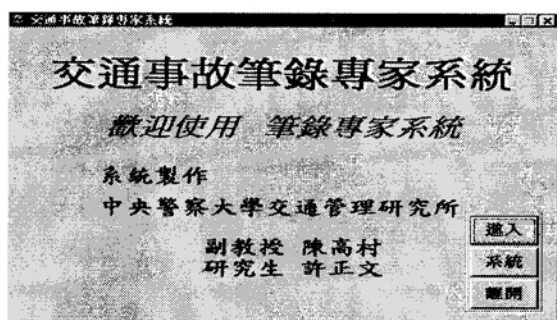 交通事故筆錄專家系統
交通事故筆錄專家系統
歡迎使用 筆錄專家系統
系統製作
中央警察大學交通管理研究所
副教授 陳高村
研究生 許正文
進入
系統
離開